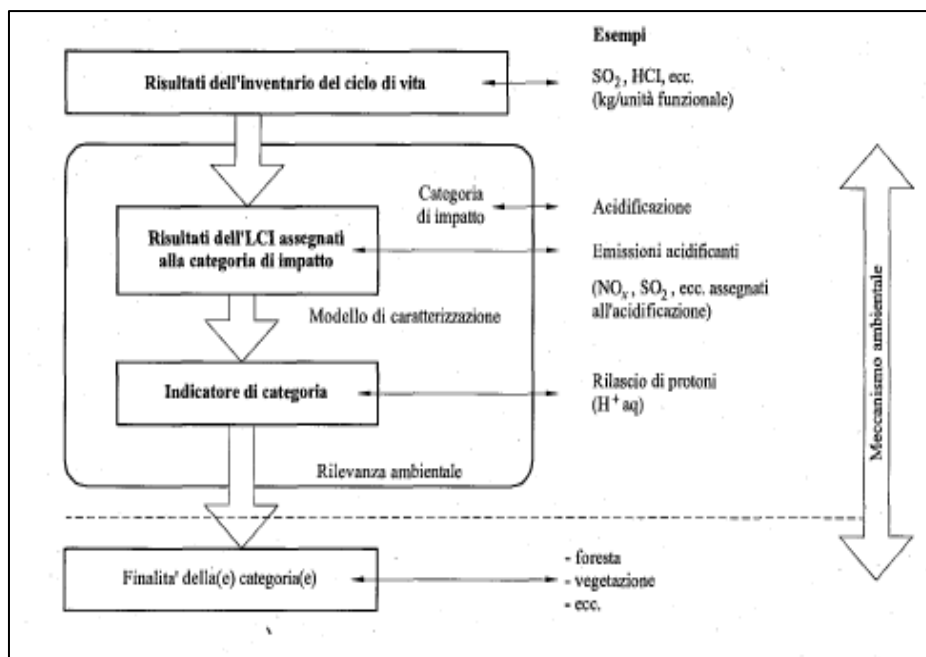 Esempi
Risultati dell'inventario del ciclo di vita
SO2, HCl, ecc.
(kg/unità funzionale)
Categoria
di impatto
Acidificazione
Risultati dell'LCI assegnati
alla categoria di impatto
Emissioni acidificanti
(NOx, SO2, ecc. assegnati
all'acidificazione)
Modello di caratterizzazione
Indicatore di categoria
Rilascio di protoni
(H+ aq)
Rilevanza ambientale
Meccanismo ambientale
Finalita' della(e) categoria(e)
- foresta
- vegetazione
- ecc.